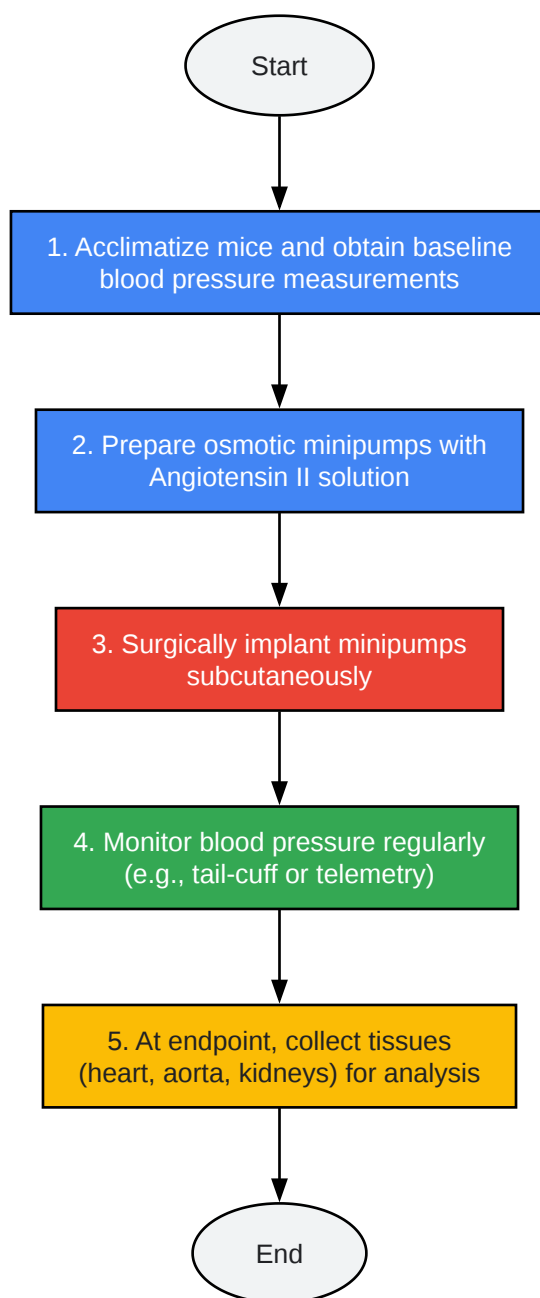 Start
1. Acclimatize mice and obtain baseline
blood pressure measurements
2. Prepare osmotic minipumps with
Angiotensin II solution
3. Surgically implant minipumps
subcutaneously
4. Monitor blood pressure regularly
(e.g., tail-cuff or telemetry)
5. At endpoint, collect tissues
(heart, aorta, kidneys) for analysis
End